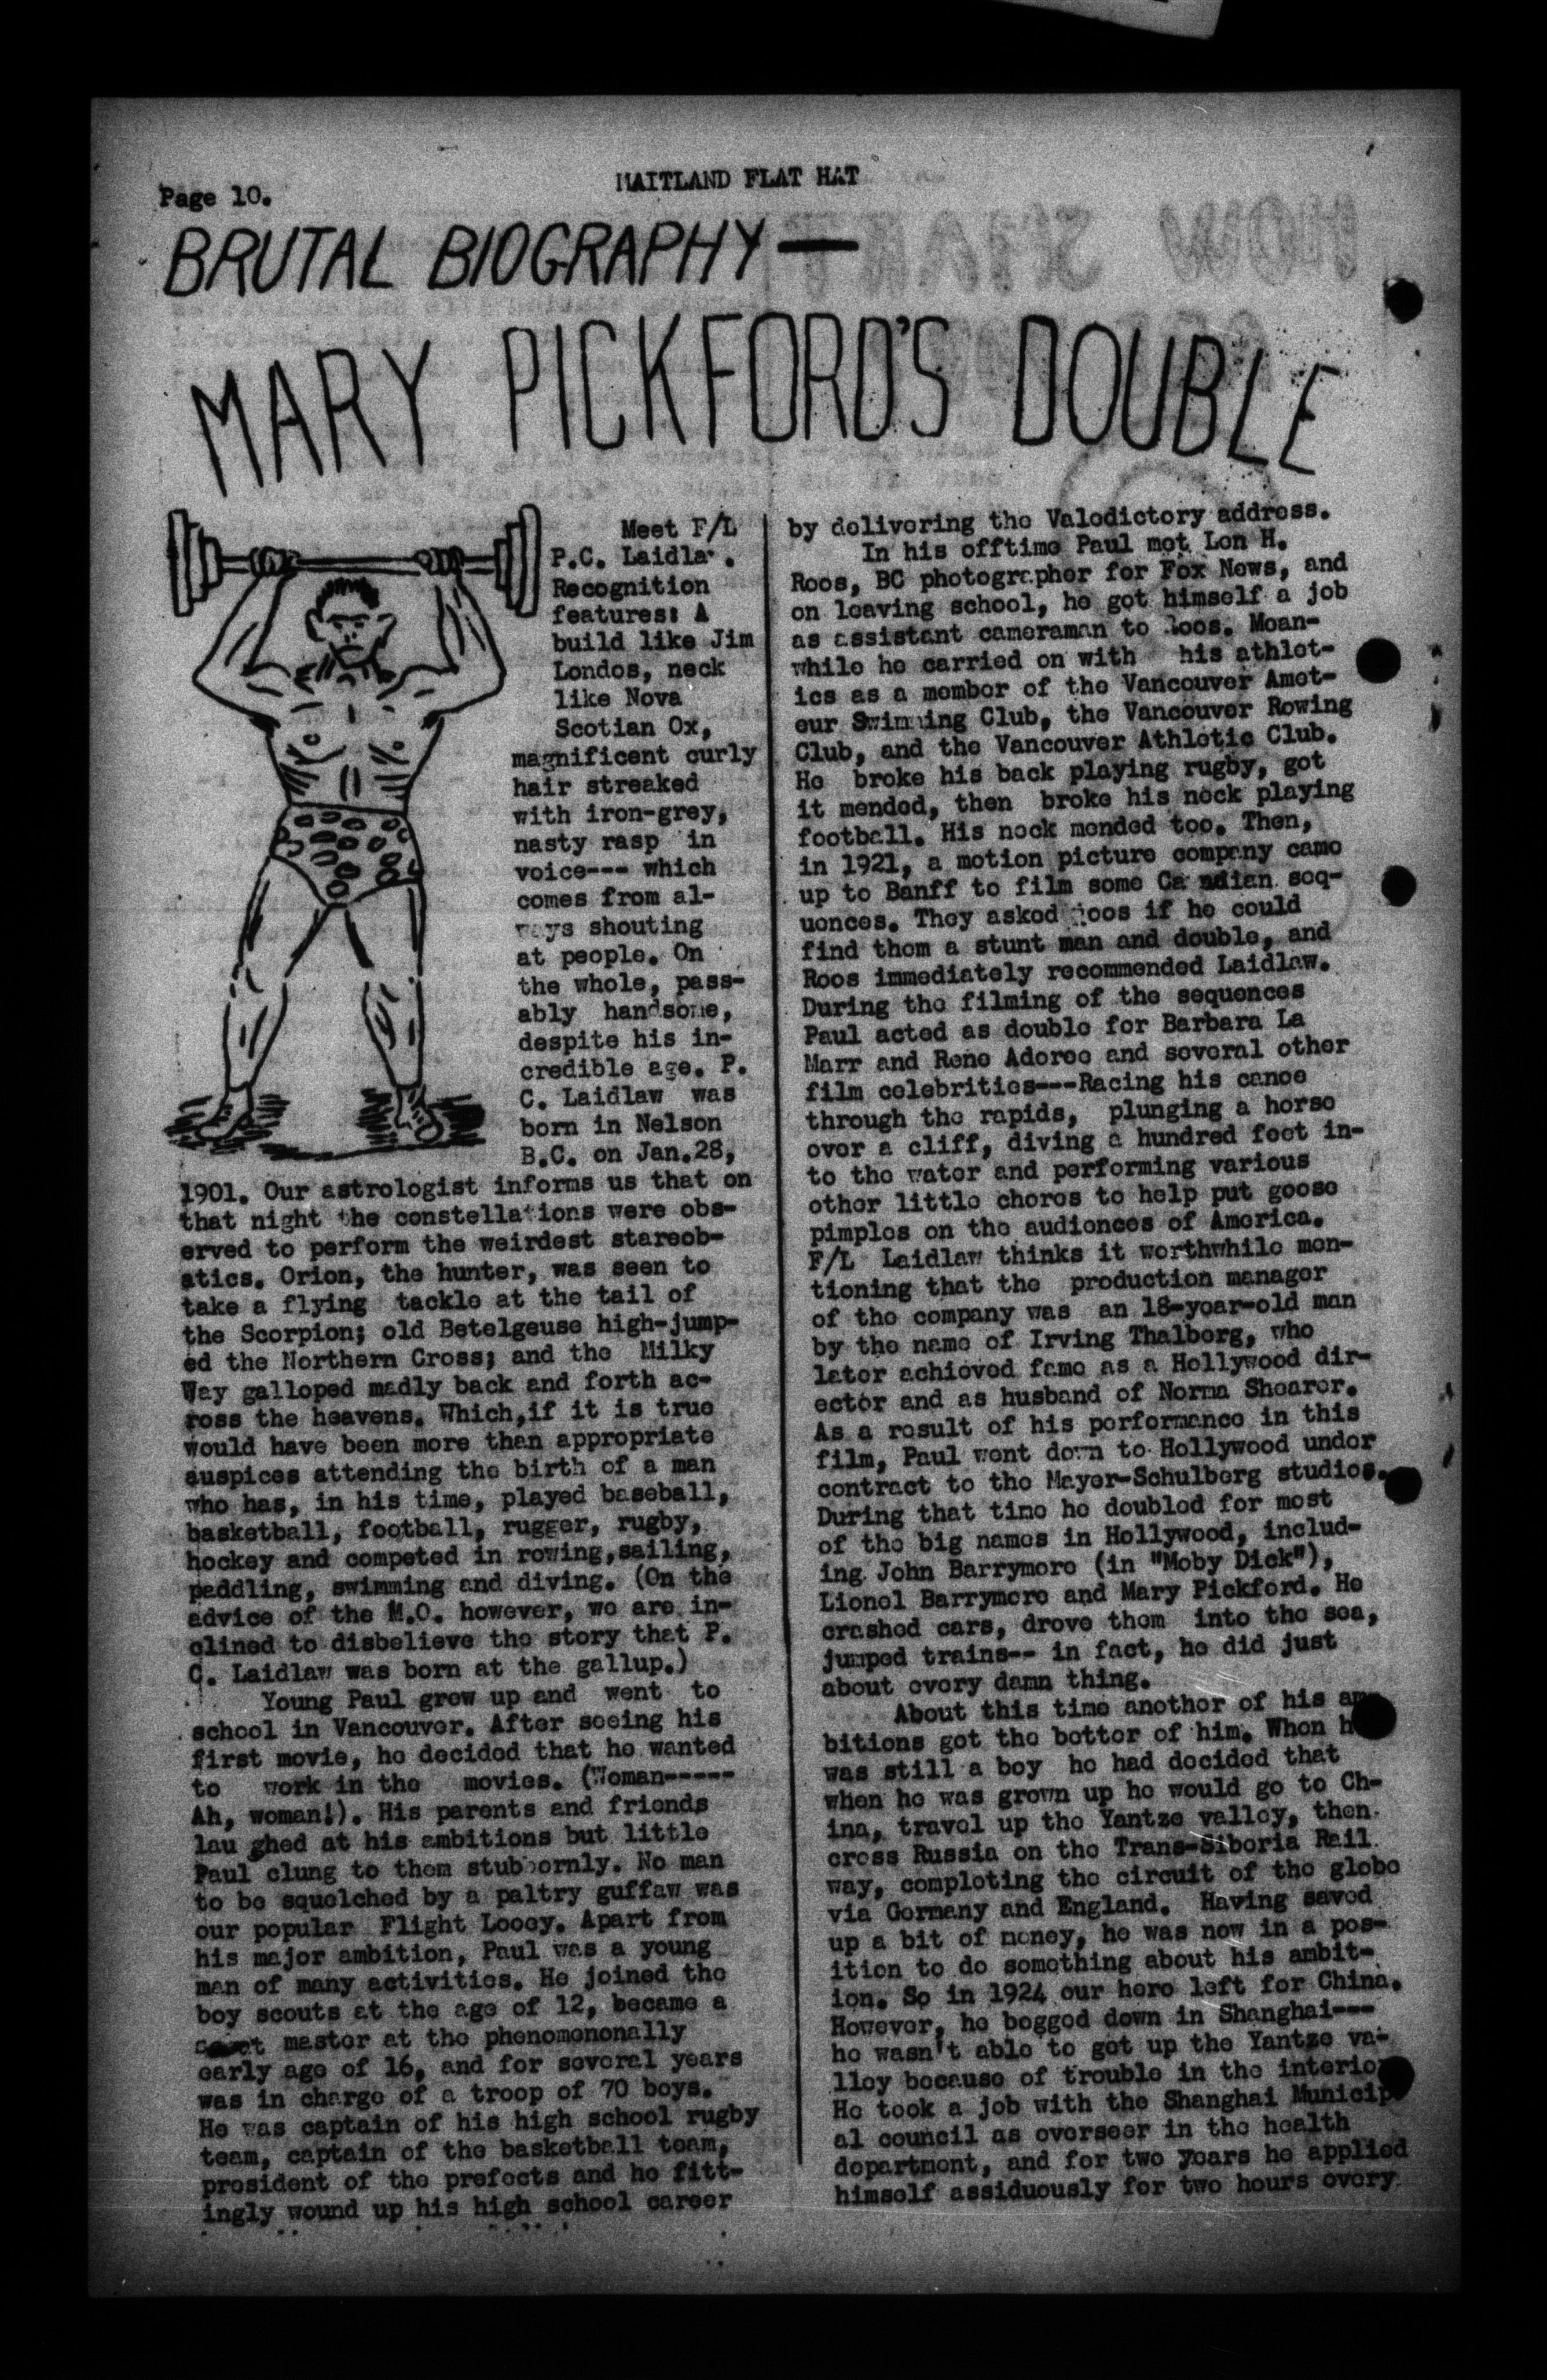 Page 10.
MAITLAND FLAT HAT
BRUTAL BIOGRAPHY —
MARY PICKFORD'S DOUBLE
Meet F/L
P.C. Laidla .
Recognition
features: A
build like Jim
Londos, neck
like Nova
Scotian Ox,
magnificent curly
hair streaked
with iron-grey,
nasty rasp in
voice--- which
comes from al-
ways shouting
at people. On
the whole, pass-
ably handsome,
despite his in-
credible age. P.
C. Laidlaw was
born in Nelson
B.C. on Jan.28,
1901. Our astrologist informs us that on
that night the constellations were obs-
erved to perform the weirdest stareob-
atics. Orion, the hunter, was seen to
take a flying tackle at the tail of
the Scorpion; old Betelgeuse high-jump-
ed the Northern Cross; and the Milky
Way galloped madly back and forth ac-
ross the heavens. Which,if it is true
would have been more than appropriate
auspices attending the birth of a man
who has, in his time, played baseball,
basketball, football, rugger, rugby,
hockey and competed in rowing,sailing,
paddling, swimming and diving. (On the
advice of the M.O. however, we are in-
clined to disbelieve the story that P.
C. Laidlaw was born at the gallup.)
Young Paul grew up and went to
school in Vancouver. After seeing his
first movie, he decided that he wanted
to work in the movies. (Woman-----
Ah, woman!). His parents and friends
lau ghed at his ambitions but little
Paul clung to them stubbornly. No man
to be squelched by a paltry guffaw was
our popular Flight Looey. Apart from
his major ambition, Paul was a young
man of many activities. He joined the
boy scouts at the age of 12, became a
master at the phenomononally
early age of 16, and for several years
was in charge of a troop of 70 boys.
He was captain of his high school rugby
team, captain of the basketball team,
president of the prefects and he fitt-
ingly wound up his high school career
by delivering the Valedictory address.
In his offtime Paul met Len H.
Roos, BC photographer for Fox News, and
on leaving school, he got himself a job
as assistant cameraman to Roos. Mean-
while he carried on with his athlet-
ics as a member of the Vancouver Amet-
eur Swimming Club, the Vancouver Rowing
Club, and the Vancouver Athletic Club.
He broke his back playing rugby, got
it mended, then broke his neck playing
football. His neck mended too. Then,
in 1921, a motion picture company came
up to Banff to film some Canadian seq-
uences. They asked Roos if he could
find them a stunt man and double, and
Roos immediately recommended Laidlaw.
During the filming of the sequences
Paul acted as double for Barbara La
Marr and Rene Adoree and several other
film celebrities---Racing his canoe
through the rapids, plunging a horse
over a cliff, diving a hundred feet in-
to the water and performing various
other little chores to help put goose
pimples on the audiences of America.
F/L Laidlaw thinks it worthwhile men-
tioning that the production manager
of the company was an 18-year-old man
by the name of Irving Thalberg, who
later achieved fame as a Hollywood dir-
ector and as husband of Norma Shearer.
As a result of his performance in this
film, Paul went down to Hollywood under
contract to the Mayer-Schulberg studios.
During that time he doubled for most
of the big names in Hollywood, includ-
ing John Barrymore (in "Moby Dick"),
Lionel Barrymore and Mary Pickford. He
crashed cars, drove them into the sea,
jumped trains-- in fact, he did just
about every damn thing.
About this time another of his am
bitions got the better of him. When h
was still a boy he had decided that
when he was grown up he would go to Ch-
ina, travel up the Yantze valley, then
cross Russia on the Trans-Siberia Rail
way, completing the circuit of the globe
via Germany and England. Having saved
up a bit of money, he was now in a pos-
ition to do something about his ambit-
ion. So in 1924 our hero left for China.
However, he bogged down in Shanghai---
he wasn't able to get up the Yantze va-
lley because of trouble in the interior
He took a job with the Shanghai Municip
al council as overseer in the health
department, and for two years he applied
himself assiduously for two hours every